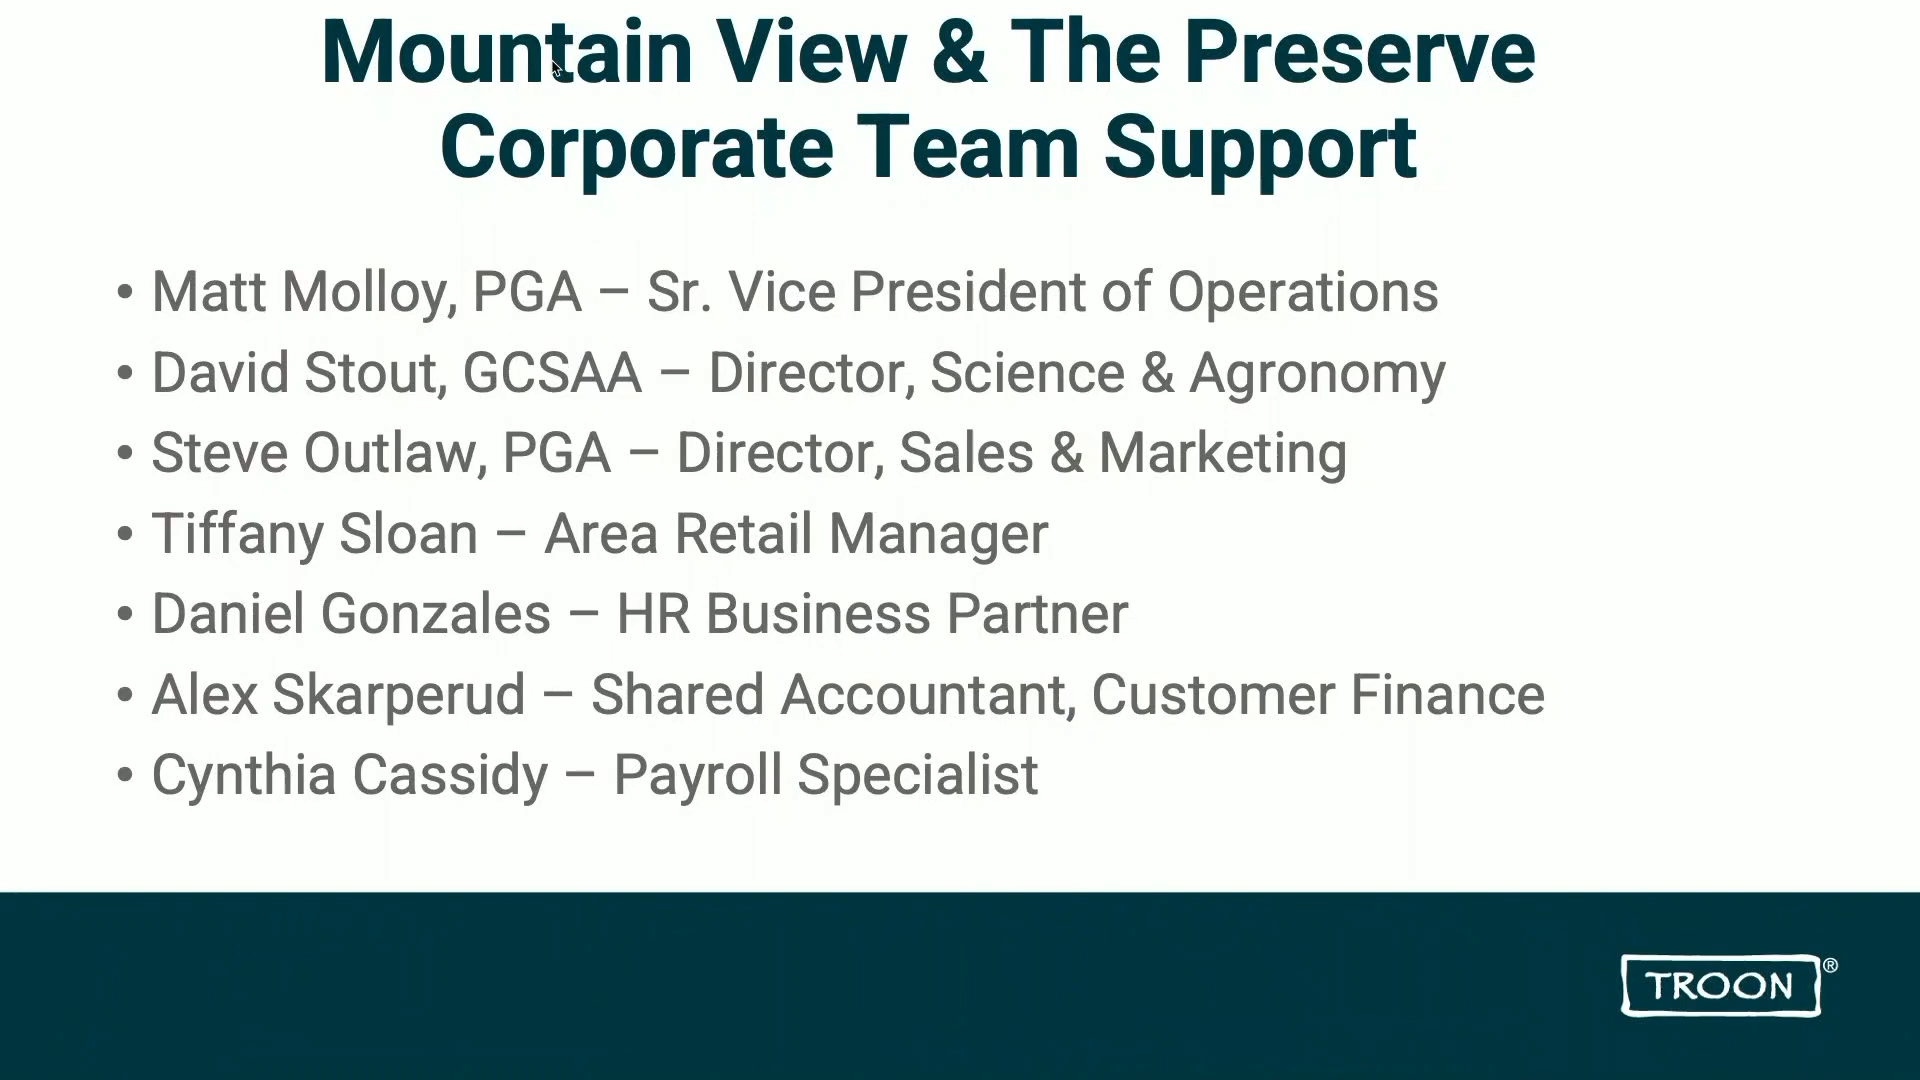 Mountain View & The Preserve
Corporate Team Support
• Matt Molloy, PGA – Sr. Vice President of Operations
• David Stout, GCSAA – Director, Science & Agronomy
• Steve Outlaw, PGA – Director, Sales & Marketing
• Tiffany Sloan – Area Retail Manager
• Daniel Gonzales – HR Business Partner
• Alex Skarperud – Shared Accountant, Customer Finance
• Cynthia Cassidy – Payroll Specialist
TROON®